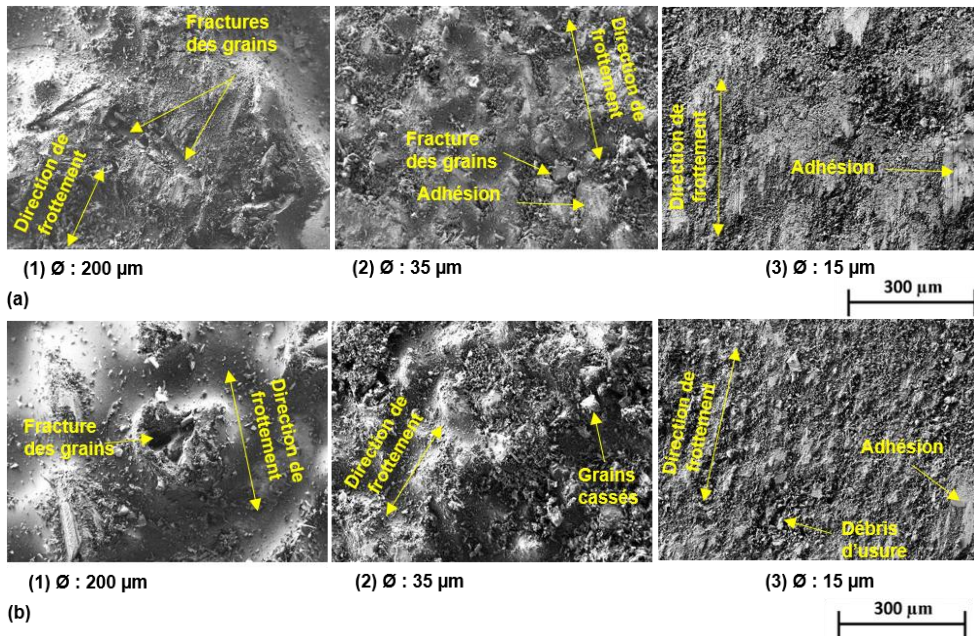 Fractures
des grains
Direction de
frottement
(1) Ø : 200 µm
Direction de
frottement
Fracture
des grains
Adhésion
(2) Ø : 35 µm
Direction de
frottement
Adhésion
(3) Ø : 15 µm
(a)
300 µm
Fracture
des grains
Direction de
frottement
(1) Ø : 200 µm
Direction de
frottement
Grains
cassés
(2) Ø : 35 µm
Direction de
frottement
Adhésion
Débris
d'usure
(3) Ø : 15 µm
(b)
300 µm